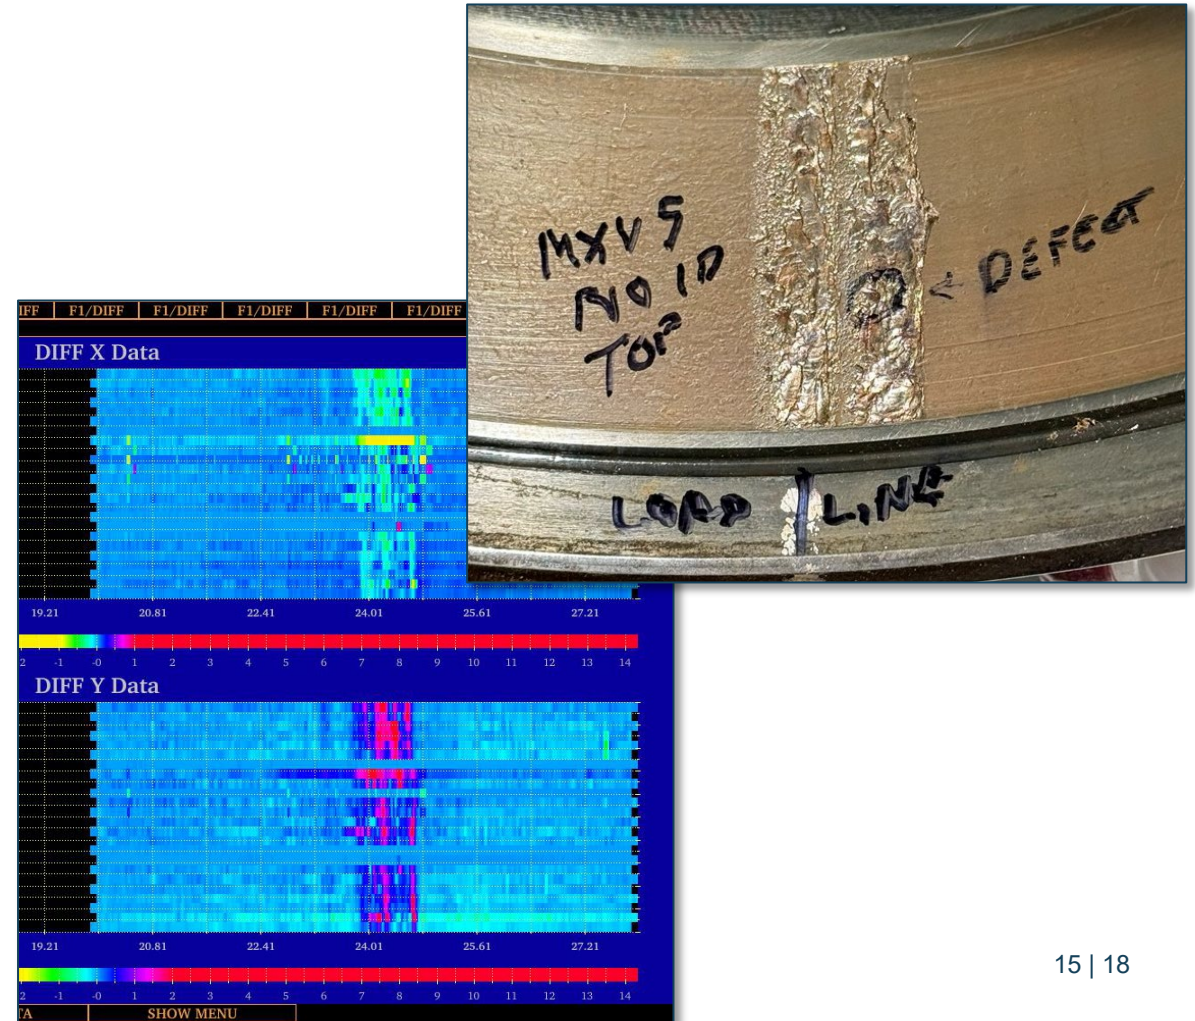 MXV5
NO ID
TOP
← DEFECT
LOAD LINE
IFF F1/DIFF F1/DIFF F1/DIFF F1/DIFF F1/DIFF
DIFF X Data
19.21 20.81 22.41 24.01 25.61 27.21
2 -1 -0 1 2 3 4 5 6 7 8 9 10 11 12 13 14
DIFF Y Data
19.21 20.81 22.41 24.01 25.61 27.21
2 -1 -0 1 2 3 4 5 6 7 8 9 10 11 12 13 14
TA SHOW MENU
15 | 18